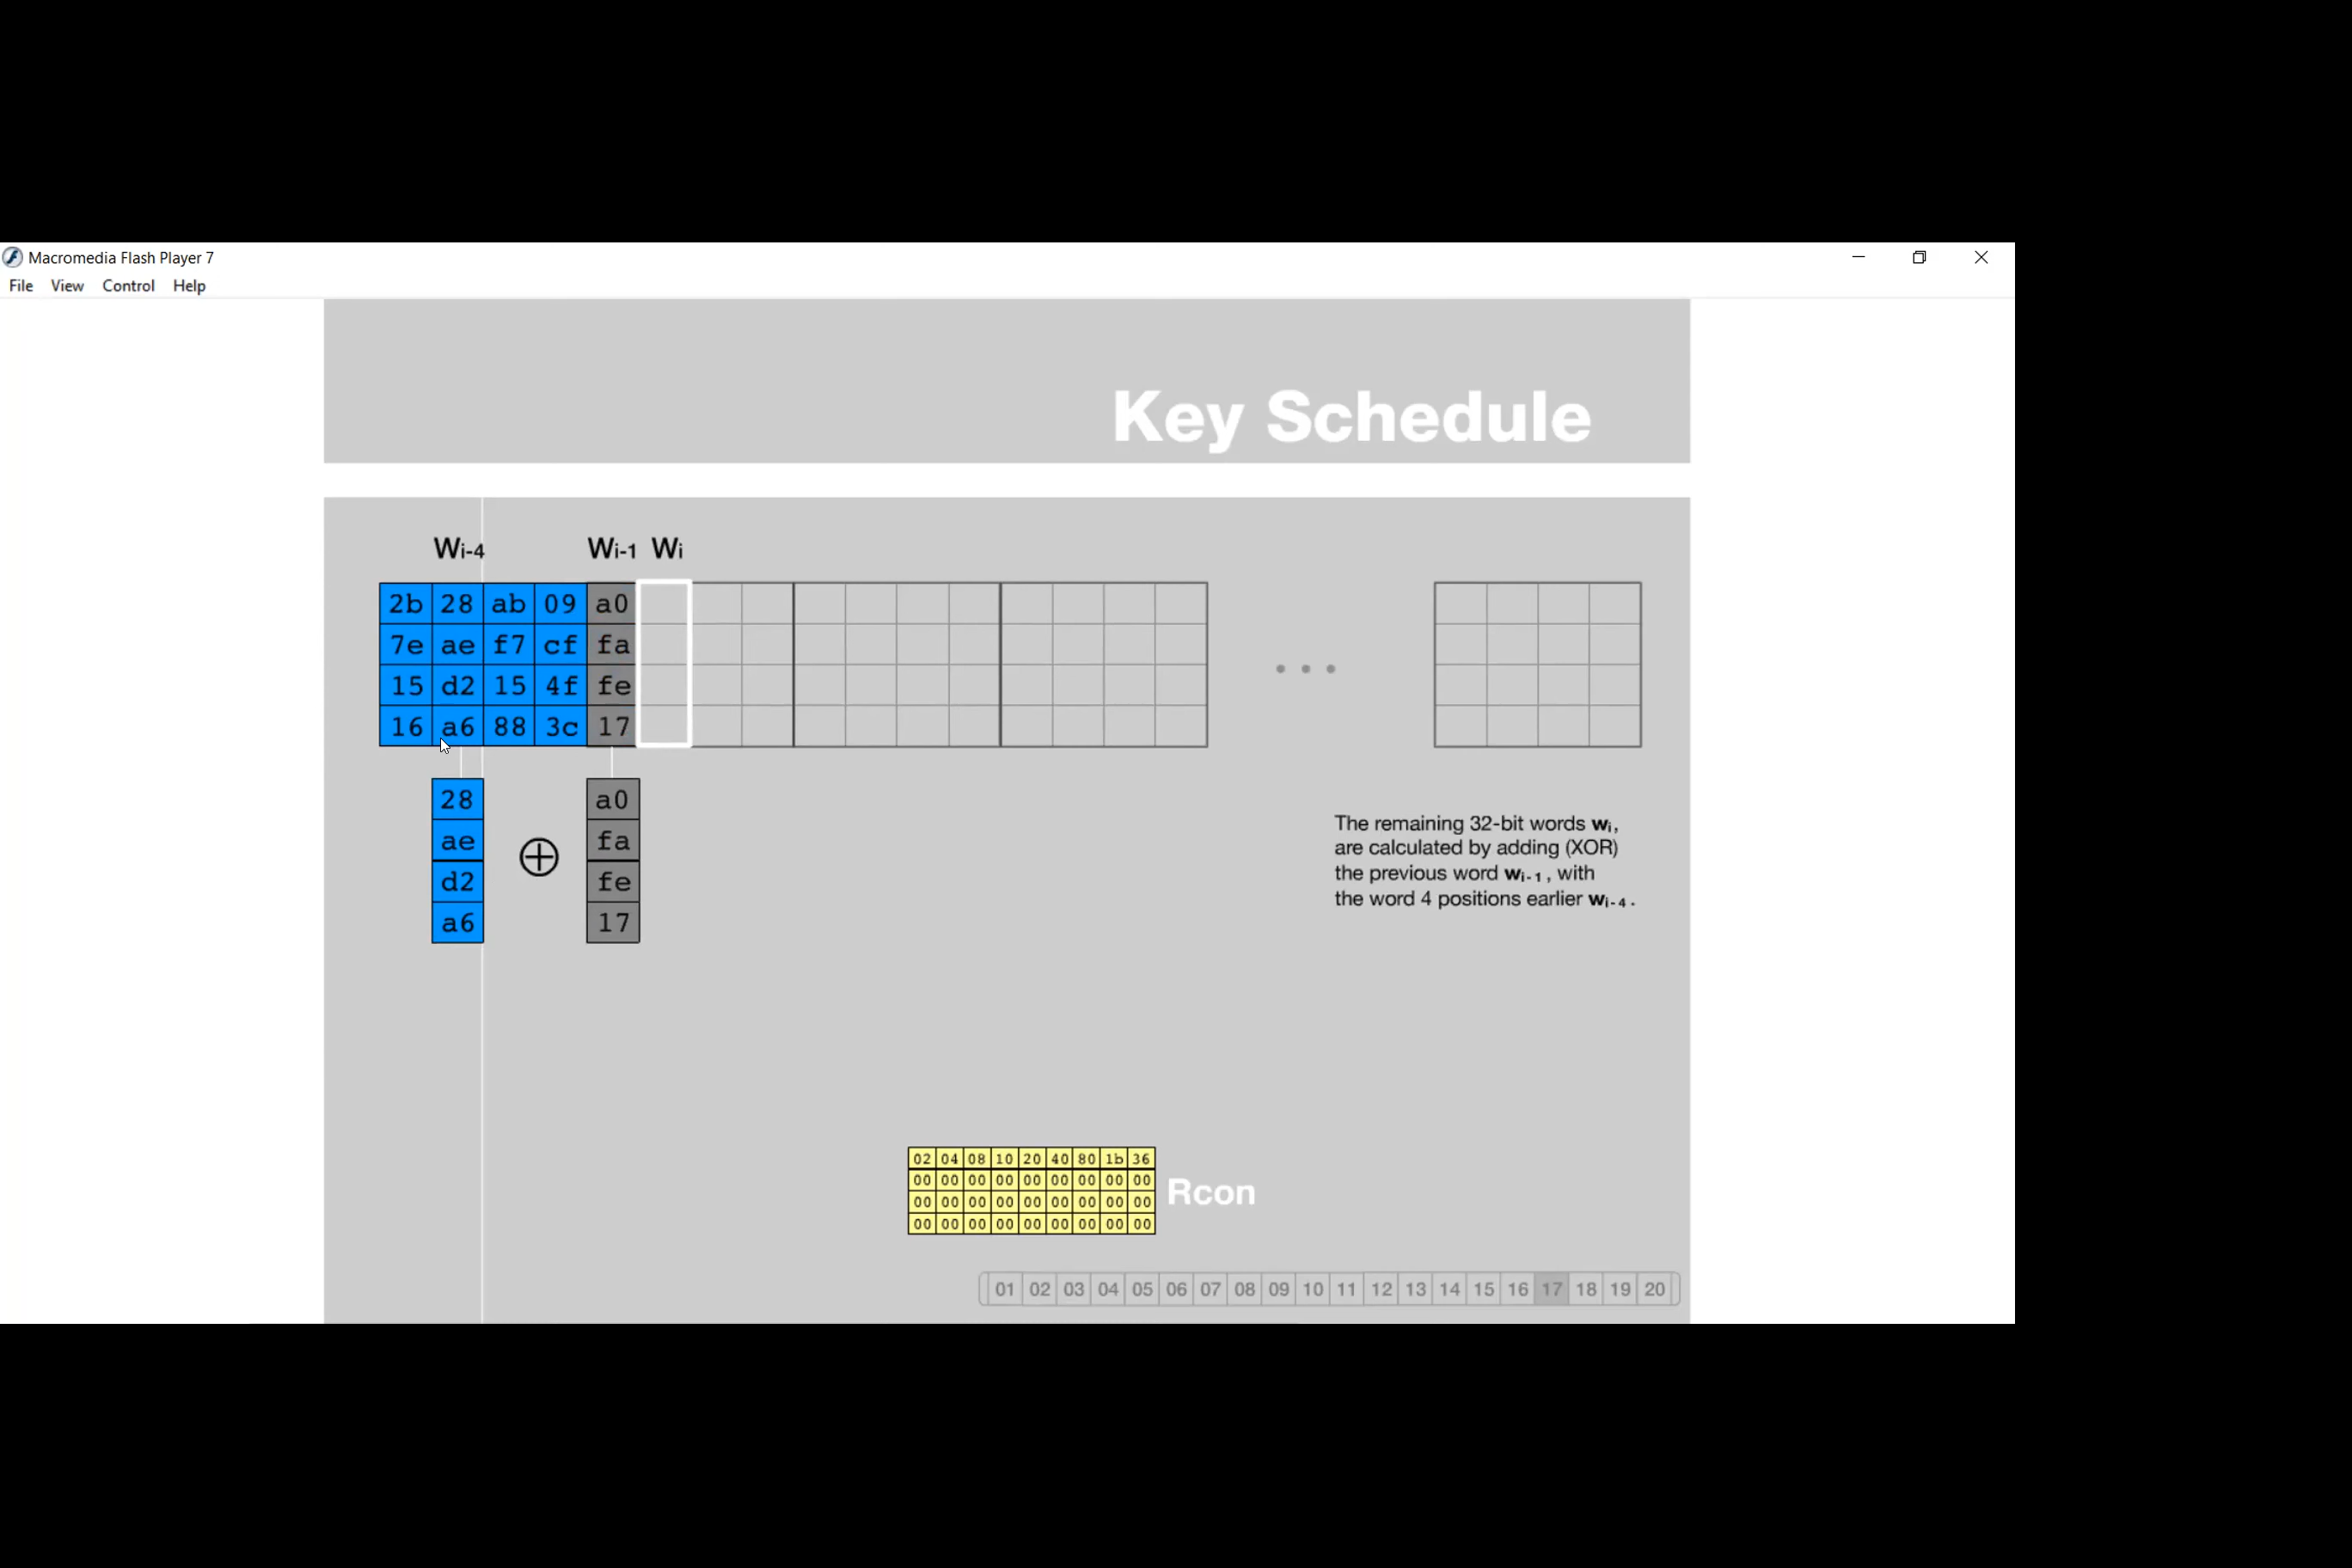 Macromedia Flash Player 7
File View Control Help
Key Schedule
Wi-4 Wi-1 Wi
2b 28 ab 09 a0
7e ae f7 cf fa
15 d2 15 4f fe
16 a6 88 3c 17
28 a0
ae fa
d2 fe
a6 17
The remaining 32-bit words wi,
are calculated by adding (XOR)
the previous word wi-1, with
the word 4 positions earlier wi-4.
02 04 08 10 20 40 80 1b 36
00 00 00 00 00 00 00 00 00
00 00 00 00 00 00 00 00 00
00 00 00 00 00 00 00 00 00
Rcon
01 02 03 04 05 06 07 08 09 10 11 12 13 14 15 16 17 18 19 20